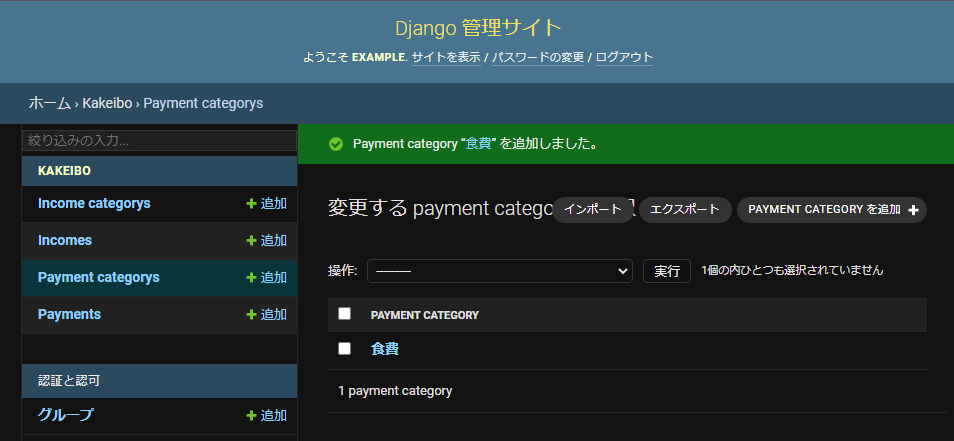 Django 管理サイト
ようこそ EXAMPLE. サイトを表示 / パスワードの変更 / ログアウト
ホーム › Kakeibo › Payment categorys
絞り込みの入力...
Payment category “食費” を追加しました。
KAKEIBO
Income categorys 追加
Incomes 追加
Payment categorys 追加
Payments 追加
認証と認可
グループ 追加
変更する payment catego
インポート エクスポート PAYMENT CATEGORY を追加
操作: --------- 実行 1個の内ひとつも選択されていません
PAYMENT CATEGORY
食費
1 payment category